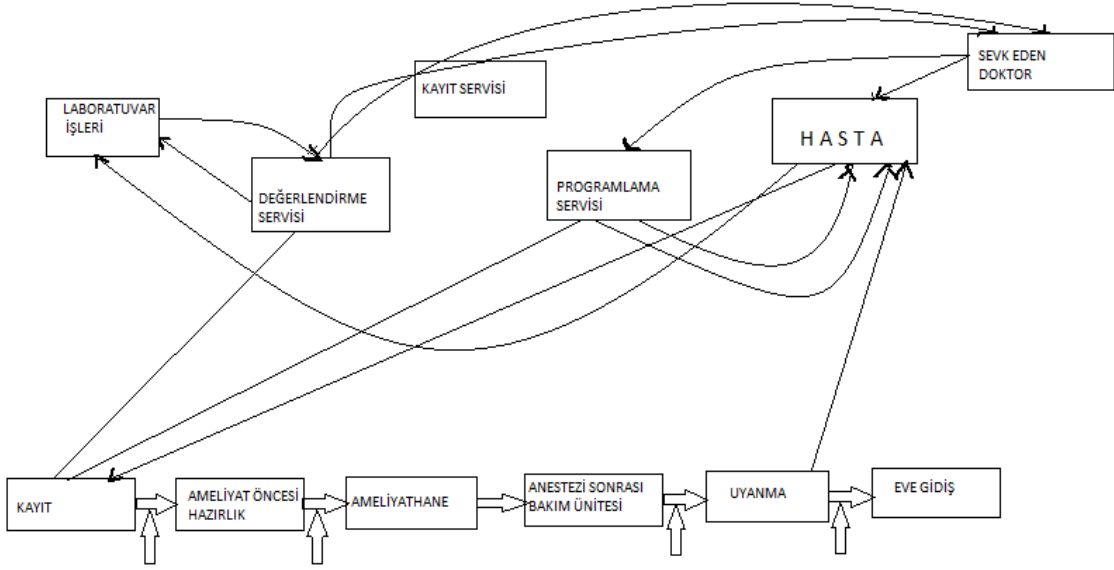 SEVK EDEN
DOKTOR
KAYIT SERVİSİ
LABORATUVAR
İŞLERİ
H A S T A
DEĞERLENDİRME
SERVİSİ
PROGRAMLAMA
SERVİSİ
KAYIT
AMELİYAT ÖNCESİ
HAZIRLIK
AMELİYATHANE
ANESTEZİ SONRASI
BAKIM ÜNİTESİ
UYANMA
EVE GİDİŞ